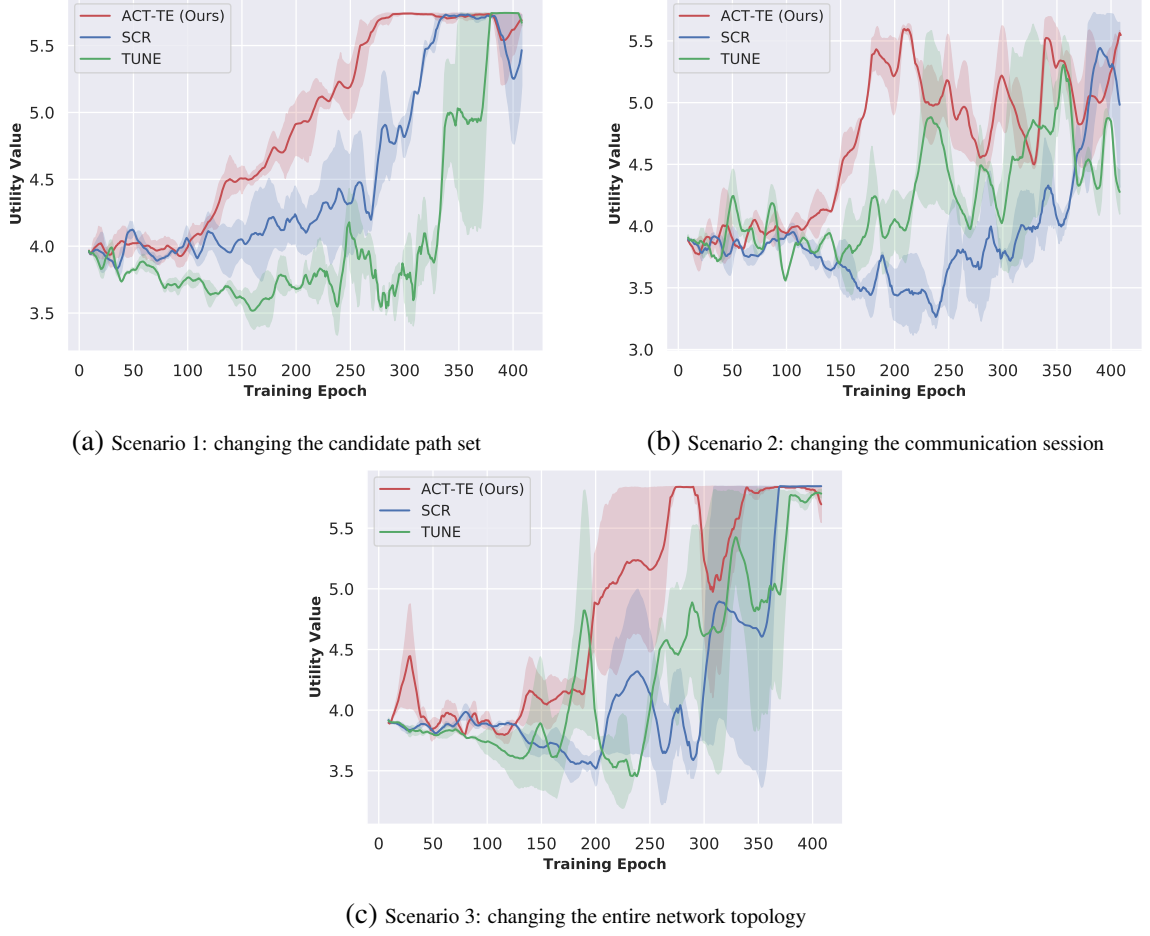 ACT-TE (Ours)
SCR
TUNE
5.5
5.0
4.5
4.0
3.5
Utility Value
0 50 100 150 200 250 300 350 400
Training Epoch
(a) Scenario 1: changing the candidate path set
ACT-TE (Ours)
SCR
TUNE
5.5
5.0
4.5
4.0
3.5
3.0
Utility Value
0 50 100 150 200 250 300 350 400
Training Epoch
(b) Scenario 2: changing the communication session
ACT-TE (Ours)
SCR
TUNE
5.5
5.0
4.5
4.0
3.5
Utility Value
0 50 100 150 200 250 300 350 400
Training Epoch
(c) Scenario 3: changing the entire network topology